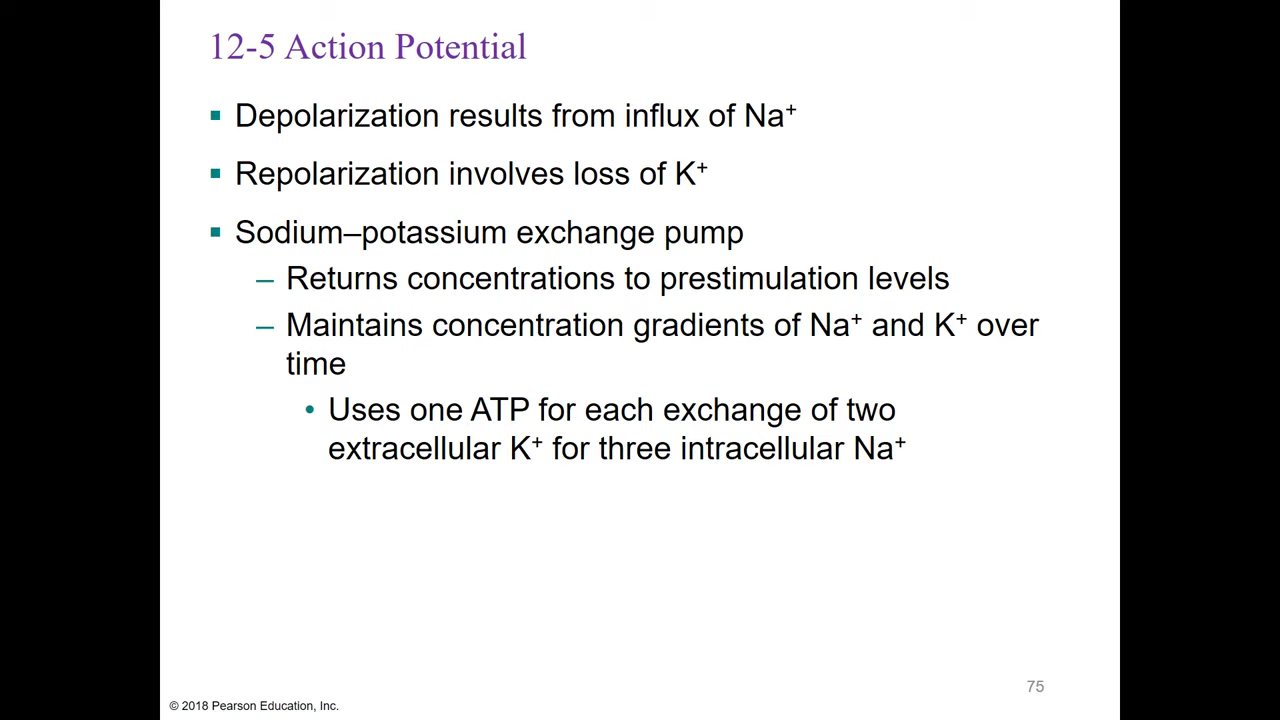 12-5 Action Potential
▪ Depolarization results from influx of Na⁺
▪ Repolarization involves loss of K⁺
▪ Sodium–potassium exchange pump
– Returns concentrations to prestimulation levels
– Maintains concentration gradients of Na⁺ and K⁺ over
time
• Uses one ATP for each exchange of two
extracellular K⁺ for three intracellular Na⁺
75
© 2018 Pearson Education, Inc.